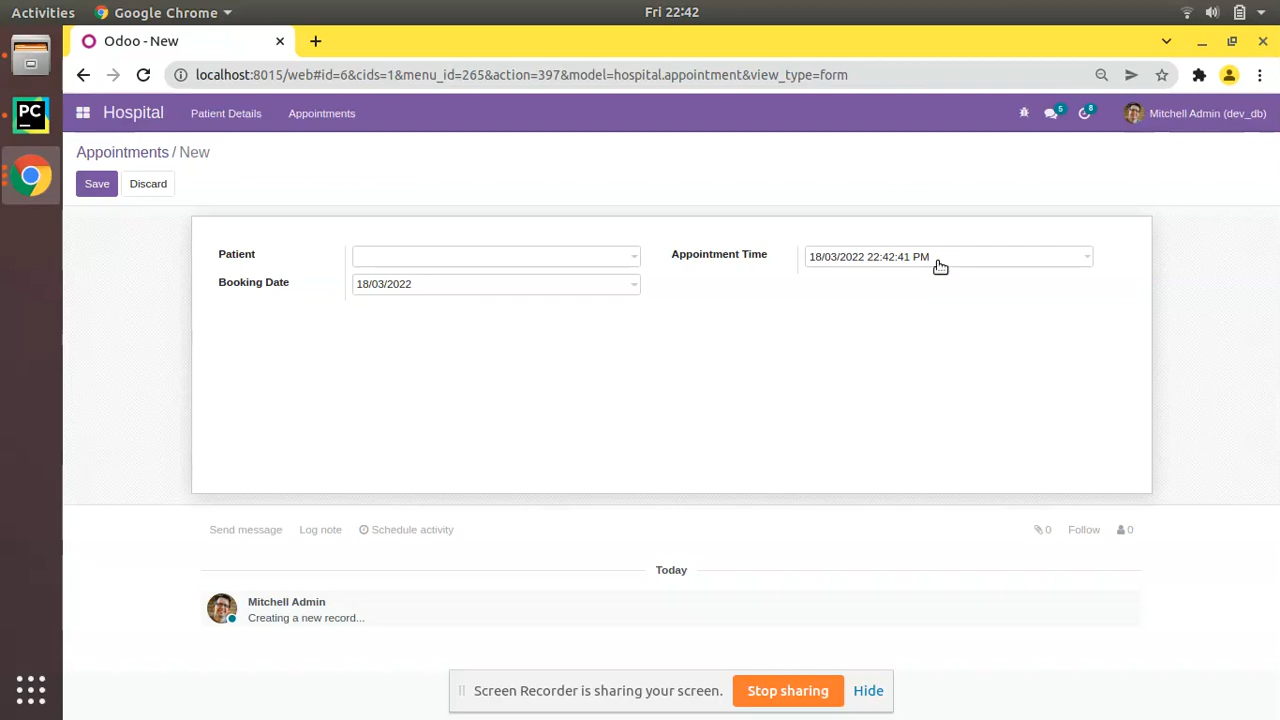 Activities Google Chrome Fri 22:42
Odoo - New
localhost:8015/web#id=6&cids=1&menu_id=265&action=397&model=hospital.appointment&view_type=form
PC Hospital Patient Details Appointments 5 8 Mitchell Admin (dev_db)
Appointments / New
Save Discard
Patient Appointment Time 18/03/2022 22:42:41 PM
Booking Date 18/03/2022
Send message Log note Schedule activity 0 Follow 0
Today
Mitchell Admin
Creating a new record...
Screen Recorder is sharing your screen. Stop sharing Hide